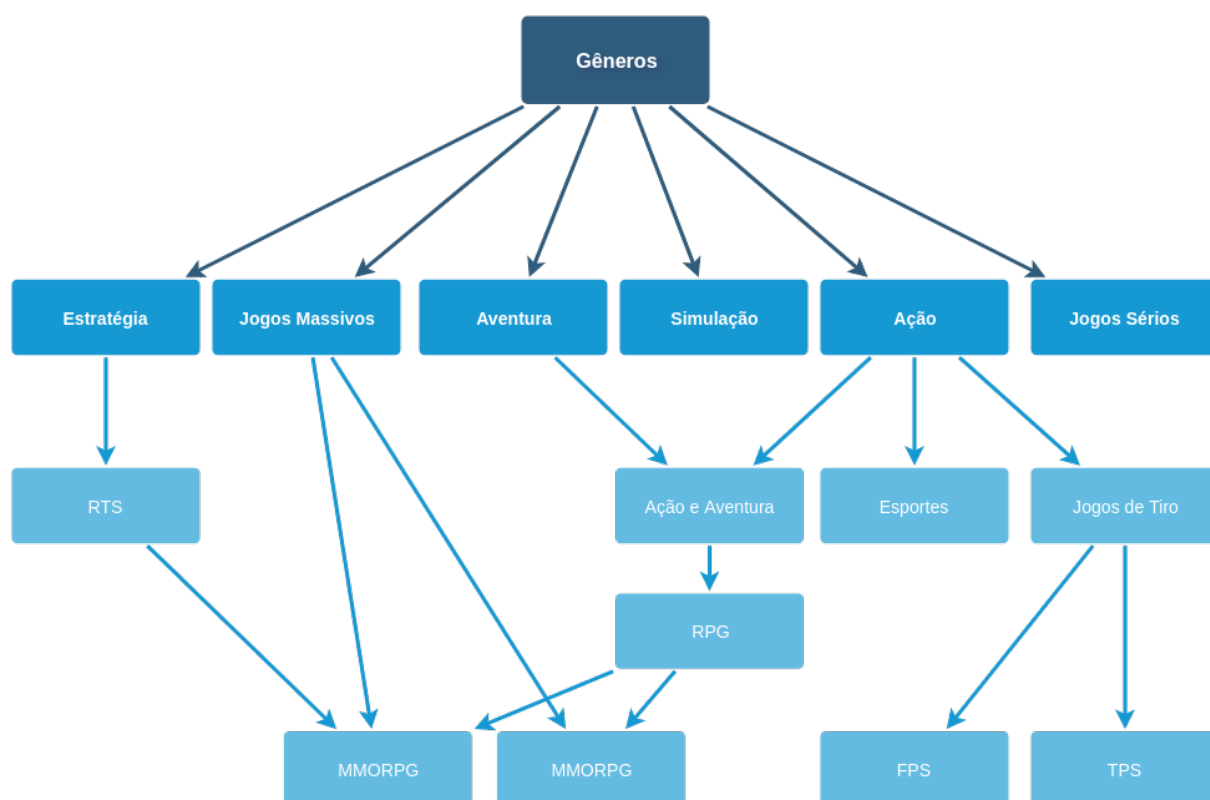 Gêneros
Estratégia
Jogos Massivos
Aventura
Simulação
Ação
Jogos Sérios
RTS
Ação e Aventura
Esportes
Jogos de Tiro
RPG
MMORPG
MMORPG
FPS
TPS